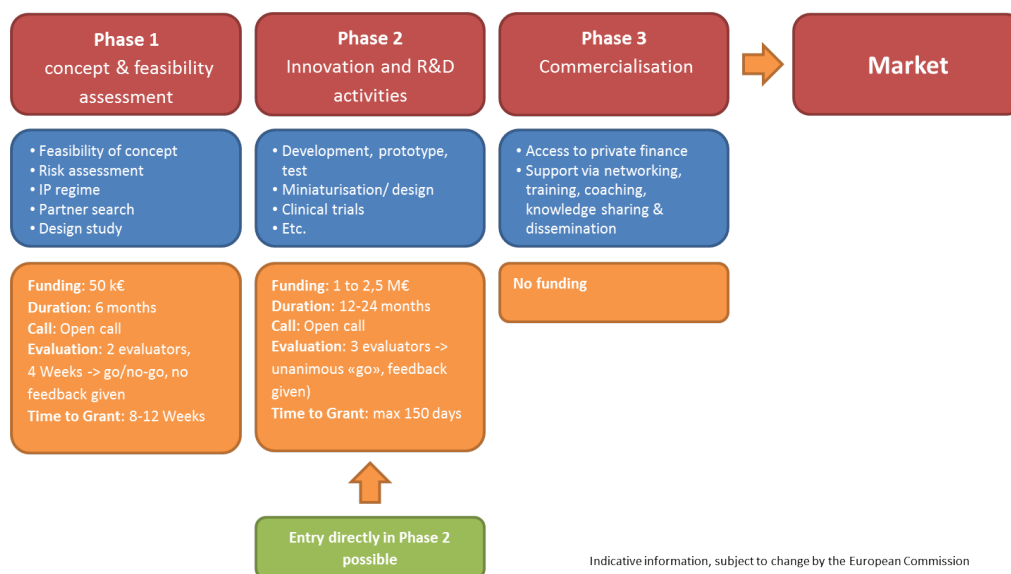 Phase 1
concept & feasibility
assessment
• Feasibility of concept
• Risk assessment
• IP regime
• Partner search
• Design study
Funding: 50 k€
Duration: 6 months
Call: Open call
Evaluation: 2 evaluators,
4 Weeks -> go/no-go, no
feedback given
Time to Grant: 8-12 Weeks
Phase 2
Innovation and R&D
activities
• Development, prototype,
test
• Miniaturisation/ design
• Clinical trials
• Etc.
Funding: 1 to 2,5 M€
Duration: 12-24 months
Call: Open call
Evaluation: 3 evaluators ->
unanimous «go», feedback
given)
Time to Grant: max 150 days
Entry directly in Phase 2
possible
Phase 3
Commercialisation
• Access to private finance
• Support via networking,
training, coaching,
knowledge sharing &
dissemination
No funding
Market
Indicative information, subject to change by the European Commission